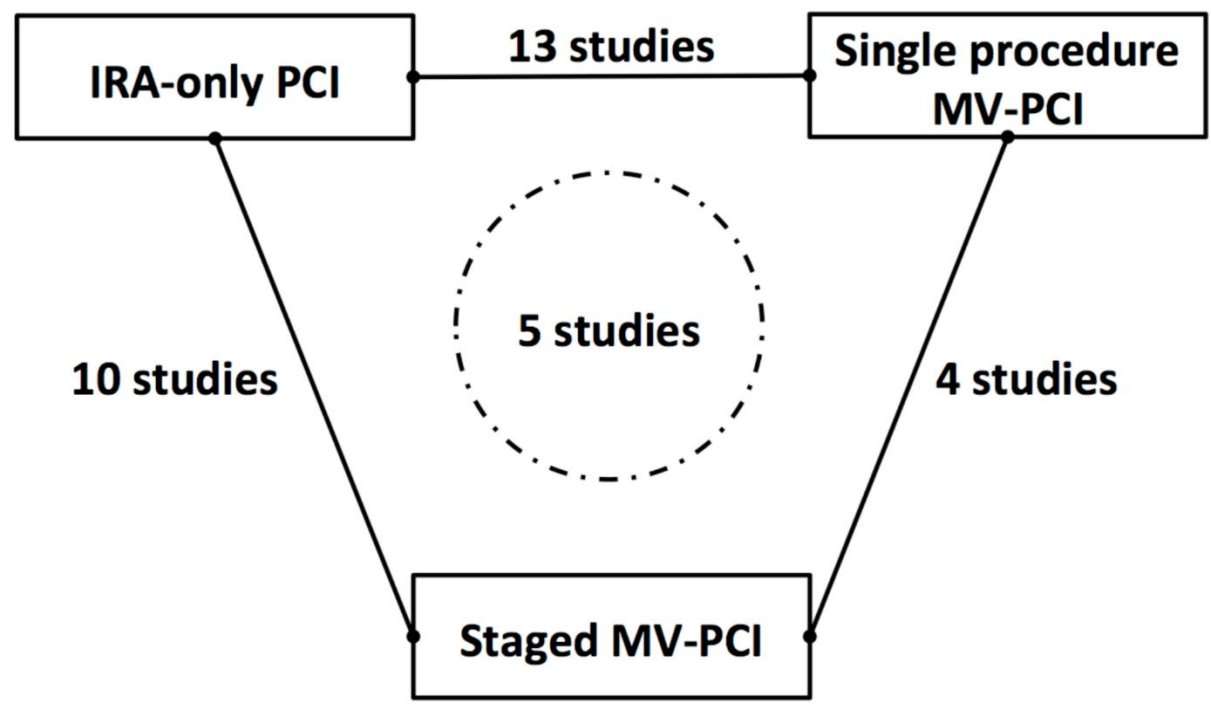 IRA-only PCI
13 studies
Single procedure
MV-PCI
5 studies
10 studies
4 studies
Staged MV-PCI